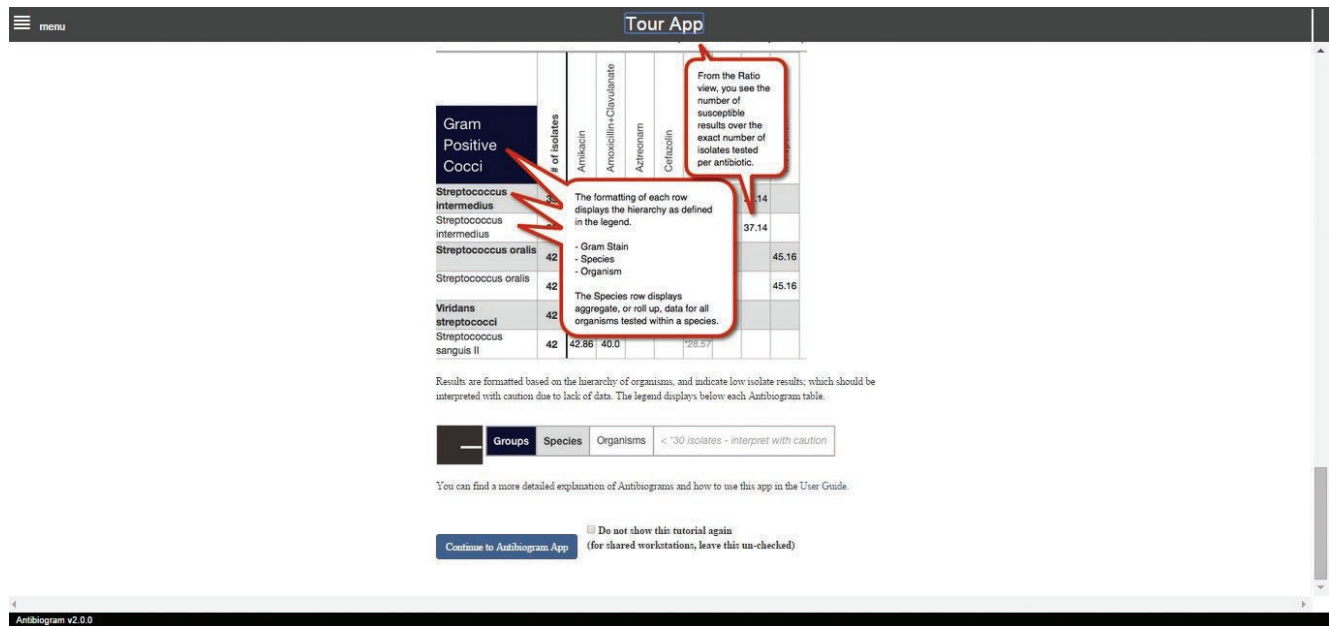 menu
Tour App
Gram
Positive
Cocci
# of isolates
Amikacin
Amoxicillin+Clavulanate
Aztreonam
Cefazolin
From the Ratio
view, you see the
number of
susceptible
results over the
exact number of
isolates tested
per antibiotic.
Streptococcus
intermedius
Streptococcus
intermedius
37.14
Streptococcus oralis
42
45.16
Streptococcus oralis
42
45.16
Viridans
streptococci
42
Streptococcus
sanguis II
42 42.86 40.0 *28.57
The formatting of each row
displays the hierarchy as defined
in the legend.
- Gram Stain
- Species
- Organism
The Species row displays
aggregate, or roll up, data for all
organisms tested within a species.
Results are formatted based on the hierarchy of organisms, and indicate low isolate results; which should be
interpreted with caution due to lack of data. The legend displays below each Antibiogram table.
Groups Species Organisms < *30 isolates - interpret with caution
You can find a more detailed explanation of Antibiograms and how to use this app in the User Guide.
Do not show this tutorial again
(for shared workstations, leave this un-checked)
Continue to Antibiogram App
Antibiogram v2.0.0